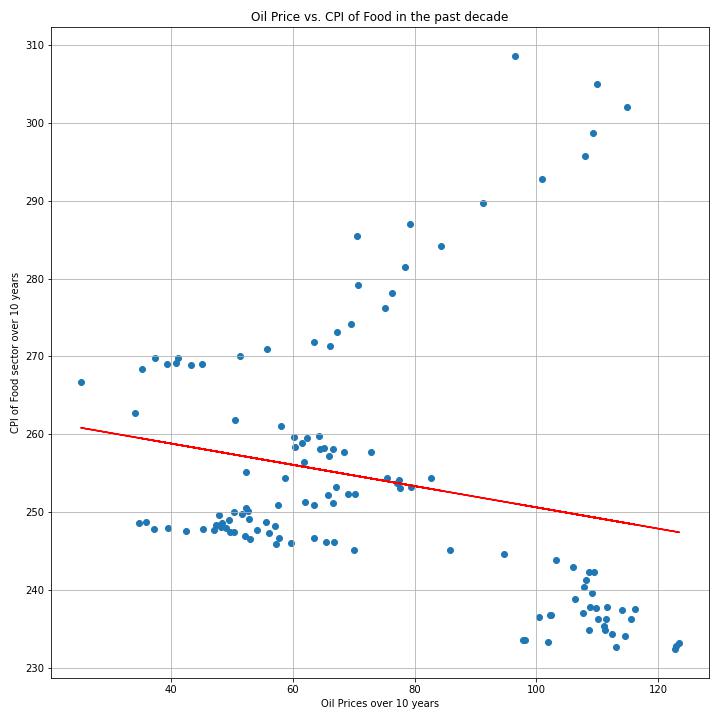 Oil Price vs. CPI of Food in the past decade
310
300
290
280
270
260
250
240
230
CPI of Food sector over 10 years
40 60 80 100 120
Oil Prices over 10 years